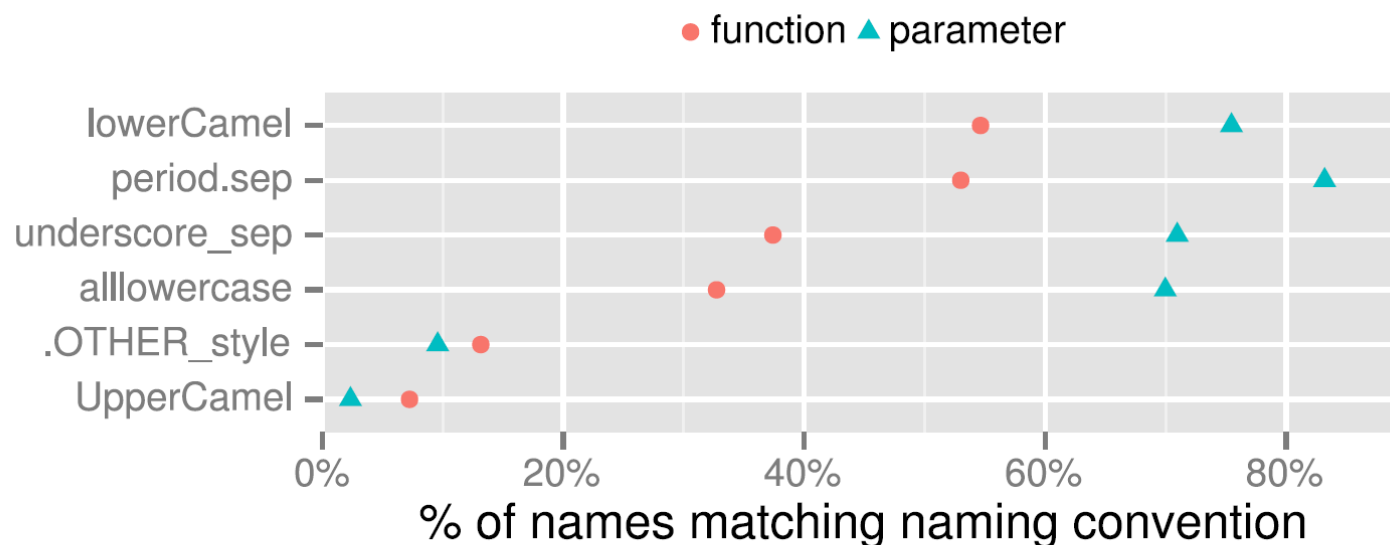 function parameter
lowerCamel
period.sep
underscore_sep
alllowercase
.OTHER_style
UpperCamel
0% 20% 40% 60% 80%
% of names matching naming convention